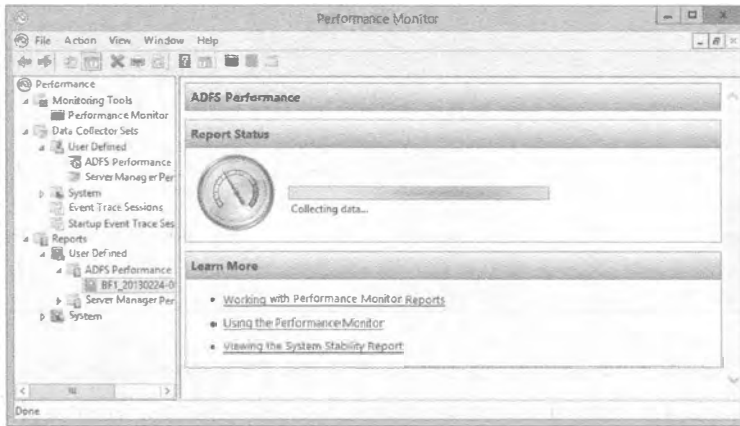 Performance Monitor
File Action View Window Help
Performance
Monitoring Tools
Performance Monitor
Data Collector Sets
User Defined
ADFS Performance
Server Manager Per
System
Event Trace Sessions
Startup Event Trace Ses
Reports
User Defined
ADFS Performance
BF1_20130224-0
Server Manager Per
System
ADFS Performance
Report Status
Collecting data...
Learn More
Working with Performance Monitor Reports
Using the Performance Monitor
Viewing the System Stability Report
Done